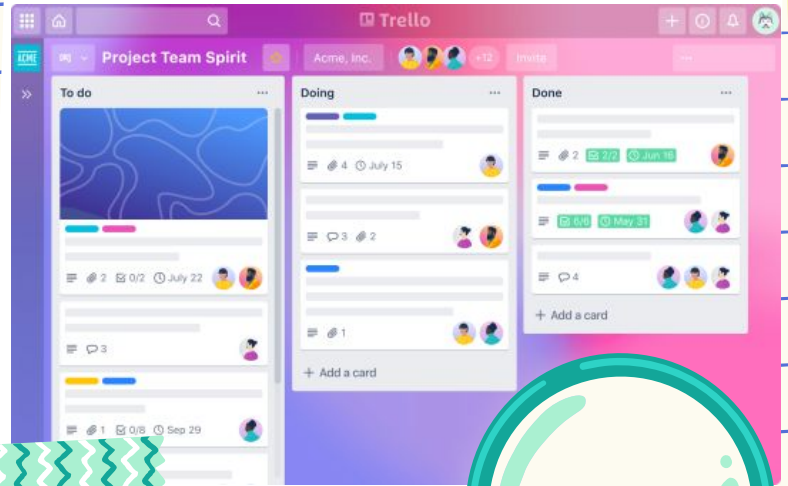 Trello
ACME
Project Team Spirit
Acme, Inc.
+12
Invite
To do
2 0/2 July 22
3
1 0/8 Sep 29
Doing
4 July 15
3 2
1
+ Add a card
Done
2 2/2 Jun 16
6/6 May 31
4
+ Add a card